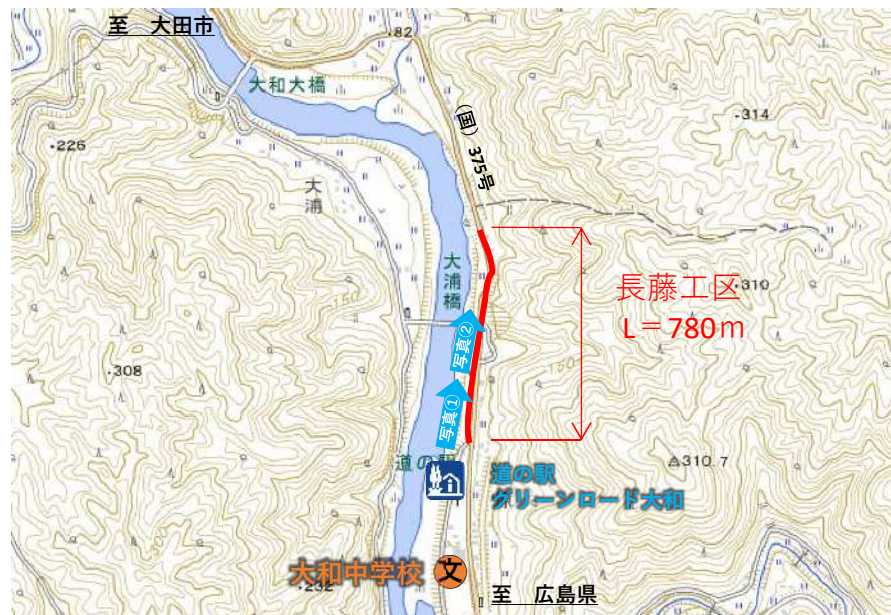 至　大田市
・82
大和大橋
・314
（国）375号
・226
大浦
大浦橋
150
・310
長藤工区
L＝780ｍ
写真②
150
・308
写真①
道の駅
△310.7
道の駅
グリーンロード大和
大和中学校
文
・232
至　広島県